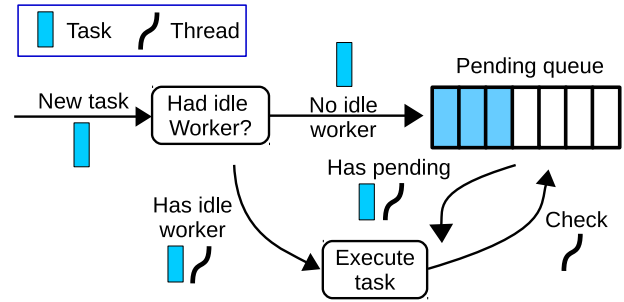 Task
Thread
New task
Had idle
Worker?
No idle
worker
Pending queue
Has pending
Has idle
worker
Check
Execute
task